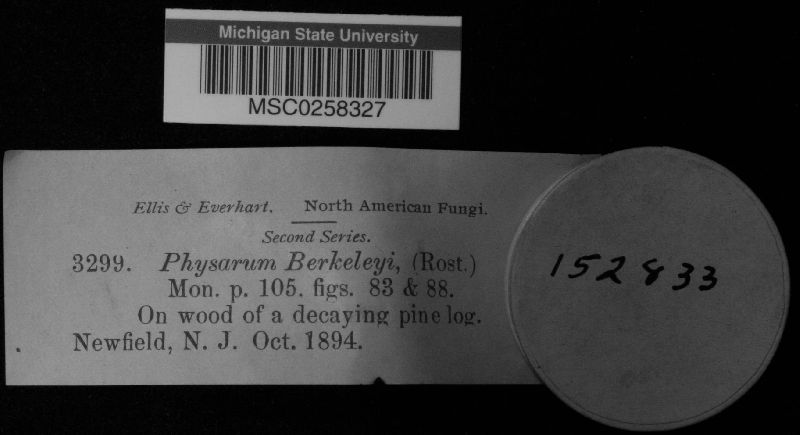 Michigan State University
MSC0258327
Ellis & Everhart. North American Fungi.
Second Series.
3299. Physarum Berkeleyi, (Rost.)
Mon. p. 105. figs. 83 & 88.
On wood of a decaying pine log.
Newfield, N. J. Oct. 1894.
152833